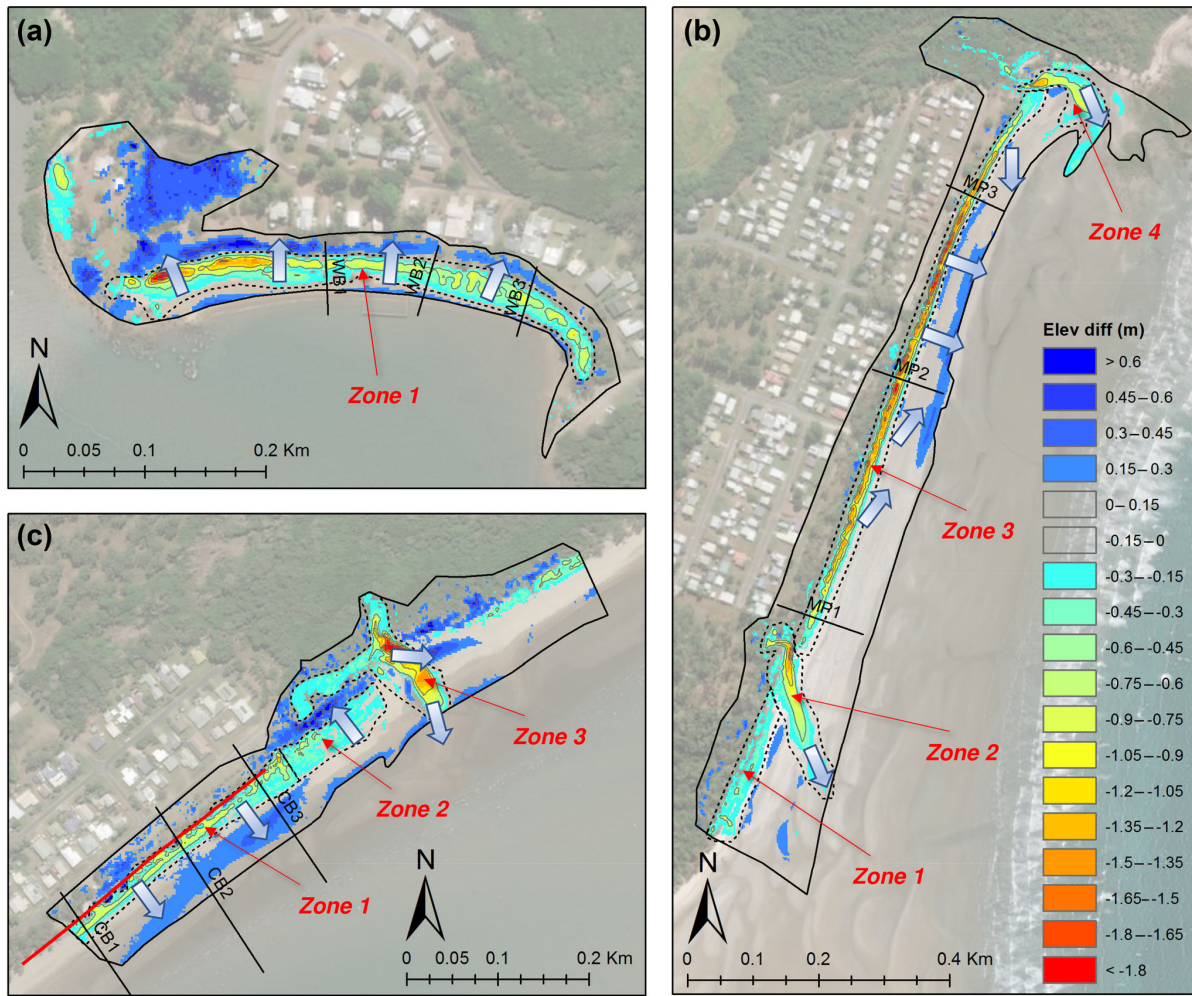 (a)
WB1
WB2
WB3
Zone 1
N
0 0.05 0.1 0.2 Km
(b)
MP3
Zone 4
MP2
Zone 3
MP1
Zone 2
Zone 1
N
0 0.1 0.2 0.4 Km
Elev diff (m)
> 0.6
0.45–0.6
0.3–0.45
0.15–0.3
0–0.15
-0.15–0
-0.3–-0.15
-0.45–-0.3
-0.6–-0.45
-0.75–-0.6
-0.9–-0.75
-1.05–-0.9
-1.2–-1.05
-1.35–-1.2
-1.5–-1.35
-1.65–-1.5
-1.8–-1.65
< -1.8
(c)
Zone 3
Zone 2
CB3
Zone 1
CB2
CB1
N
0 0.05 0.1 0.2 Km